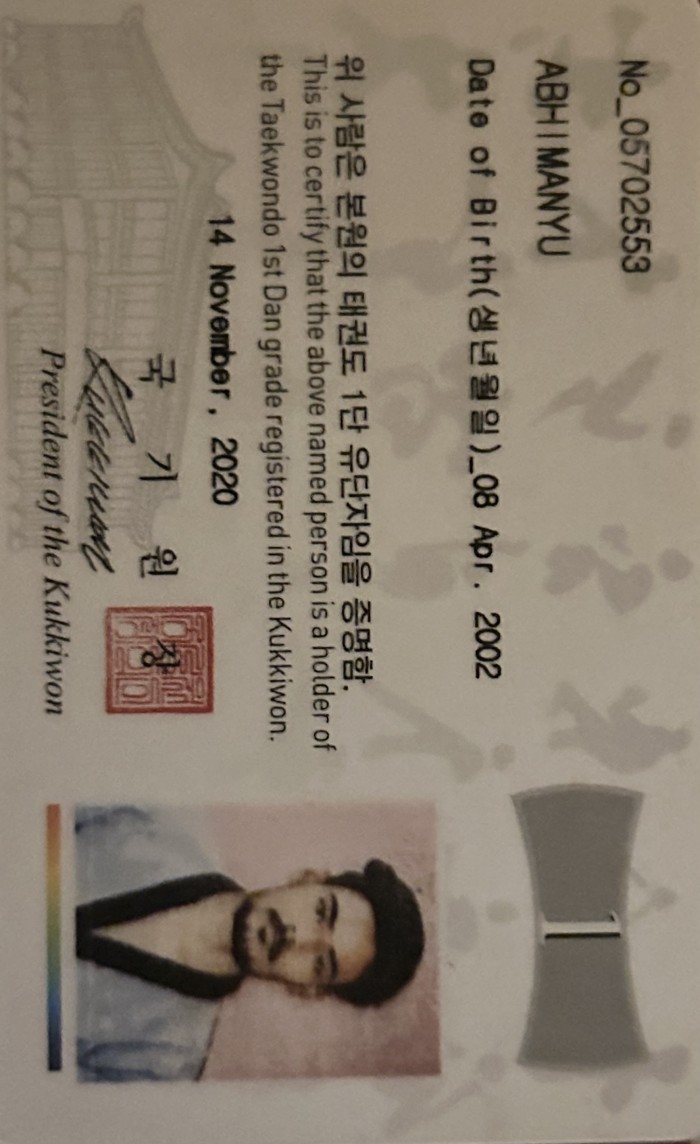 No_05702553
ABHIMANYU
Date of Birth(생년월일)_08 Apr. 2002
위 사람은 본원의 태권도 1단 유단자임을 증명함.
This is to certify that the above named person is a holder of
the Taekwondo 1st Dan grade registered in the Kukkiwon.
14 November, 2020
국 기 원 장
President of the Kukkiwon
1